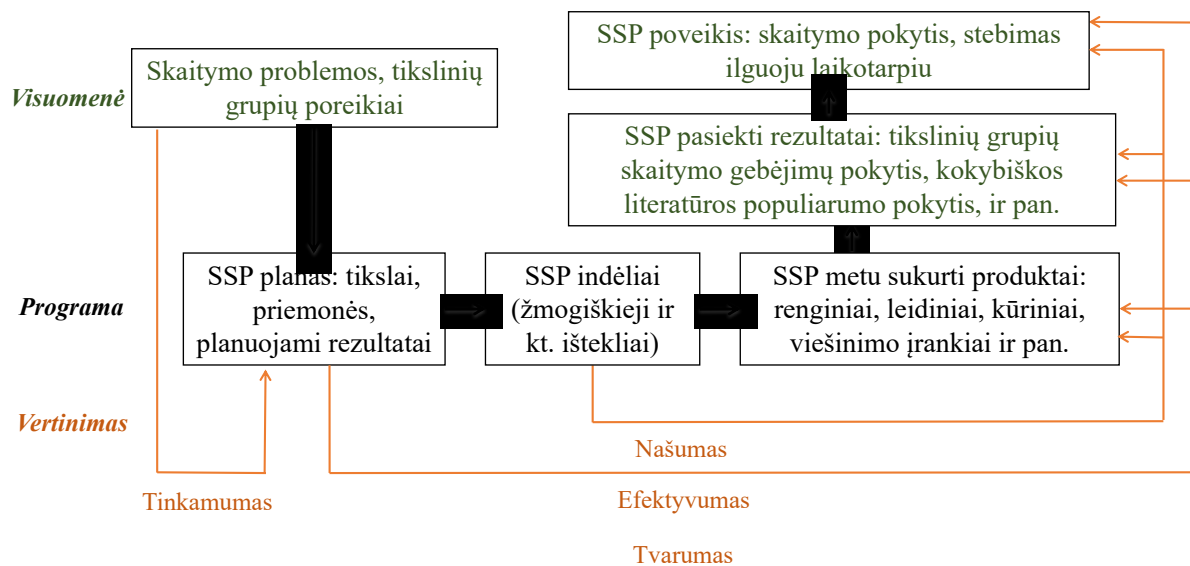 SSP poveikis: skaitymo pokytis, stebimas
ilguoju laikotarpiu
Skaitymo problemos, tikslinių
grupių poreikiai
Visuomenė
SSP pasiekti rezultatai: tikslinių grupių
skaitymo gebėjimų pokytis, kokybiškos
literatūros populiarumo pokytis, ir pan.
Programa
SSP planas: tikslai,
priemonės,
planuojami rezultatai
SSP indėliai
(žmogiškieji ir
kt. ištekliai)
SSP metu sukurti produktai:
renginiai, leidiniai, kūriniai,
viešinimo įrankiai ir pan.
Vertinimas
Našumas
Tinkamumas
Efektyvumas
Tvarumas